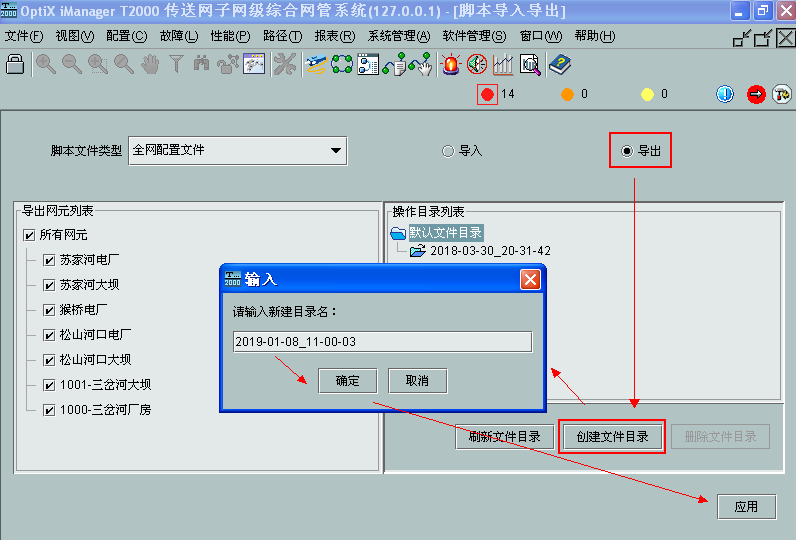 OptiX iManager T2000 传送网子网级综合网管系统(127.0.0.1) - [脚本导入导出]
文件(F) 视图(V) 配置(C) 故障(L) 性能(P) 路径(T) 报表(R) 系统管理(A) 软件管理(S) 窗口(W) 帮助(H)
14 0 0
脚本文件类型 全网配置文件 导入 导出
导出网元列表
所有网元
苏家河电厂
苏家河大坝
猴桥电厂
松山河口电厂
松山河口大坝
1001-三岔河大坝
1000-三岔河厂房
操作目录列表
默认文件目录
2018-03-30_20-31-42
T...
2000
输入
请输入新建目录名：
2019-01-08_11-00-03
确定 取消
刷新文件目录 创建文件目录 删除文件目录
应用